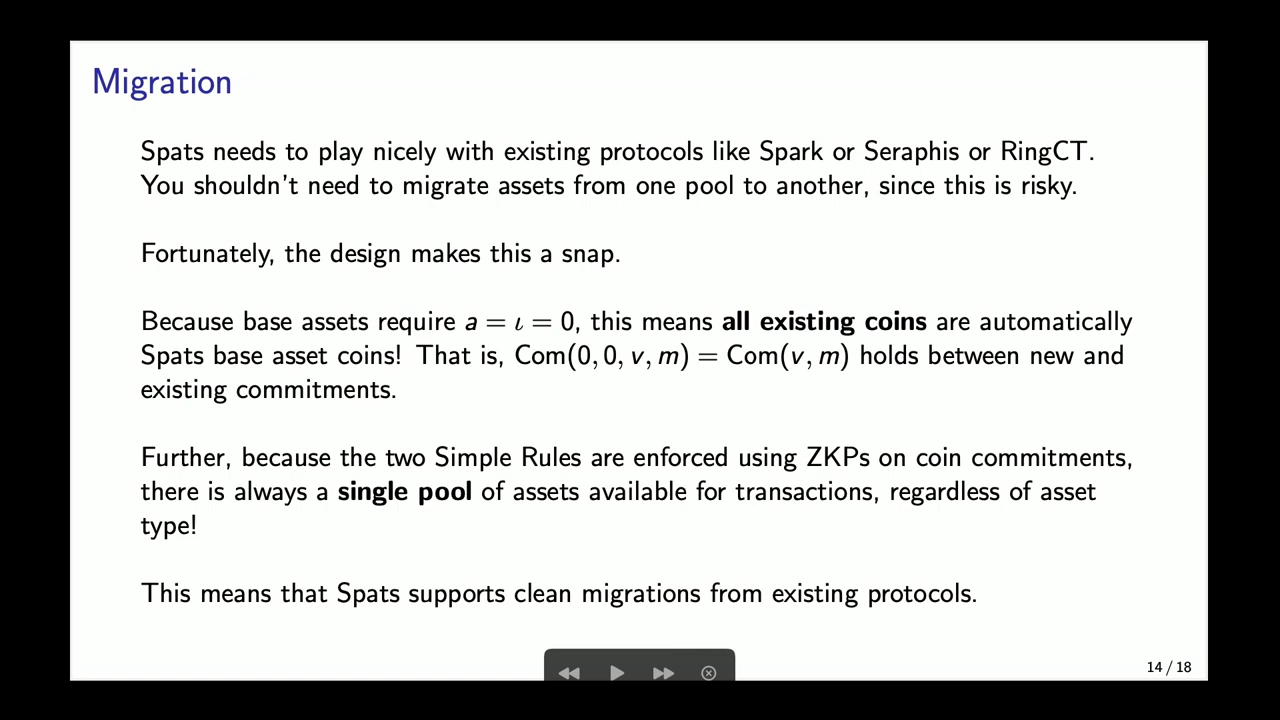 Migration
Spats needs to play nicely with existing protocols like Spark or Seraphis or RingCT.
You shouldn't need to migrate assets from one pool to another, since this is risky.
Fortunately, the design makes this a snap.
Because base assets require a = ι = 0, this means all existing coins are automatically
Spats base asset coins! That is, Com(0, 0, v, m) = Com(v, m) holds between new and
existing commitments.
Further, because the two Simple Rules are enforced using ZKPs on coin commitments,
there is always a single pool of assets available for transactions, regardless of asset
type!
This means that Spats supports clean migrations from existing protocols.
14 / 18